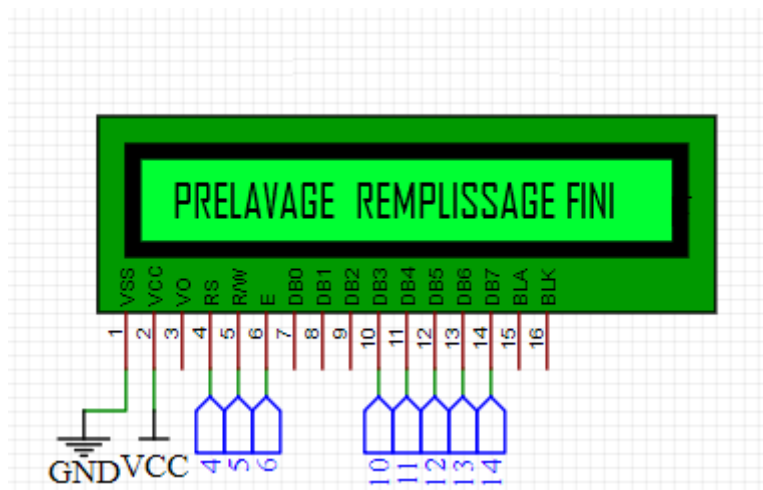 PRELAVAGE REMPLISSAGE FINI
VSS VCC VO RS R/W E DB0 DB1 DB2 DB3 DB4 DB5 DB6 DB7 BLA BLK
1 2 3 4 5 6 7 8 9 10 11 12 13 14 15 16
GND VCC 4 5 6 10 11 12 13 14